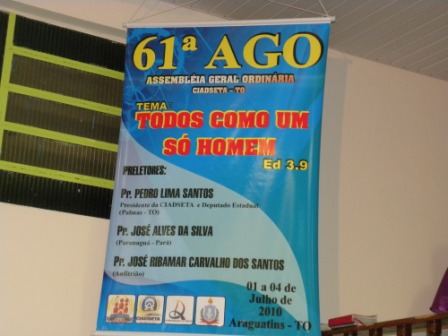 61ª AGO
ASSEMBLÉIA GERAL ORDINÁRIA
CIADSETA - TO
TEMA:
TODOS COMO UM
SÓ HOMEM
Ed 3.9
PRELETORES:
Pr. PEDRO LIMA SANTOS
Presidente da CIADSETA e Deputado Estadual
(Palmas - TO)
Pr. JOSÉ ALVES DA SILVA
(Paranaguá - Pará)
Pr. JOSÉ RIBAMAR CARVALHO DOS SANTOS
(Anfitrião)
01 a 04 de
Julho de
2010
Araguatins - TO
CIADSETA